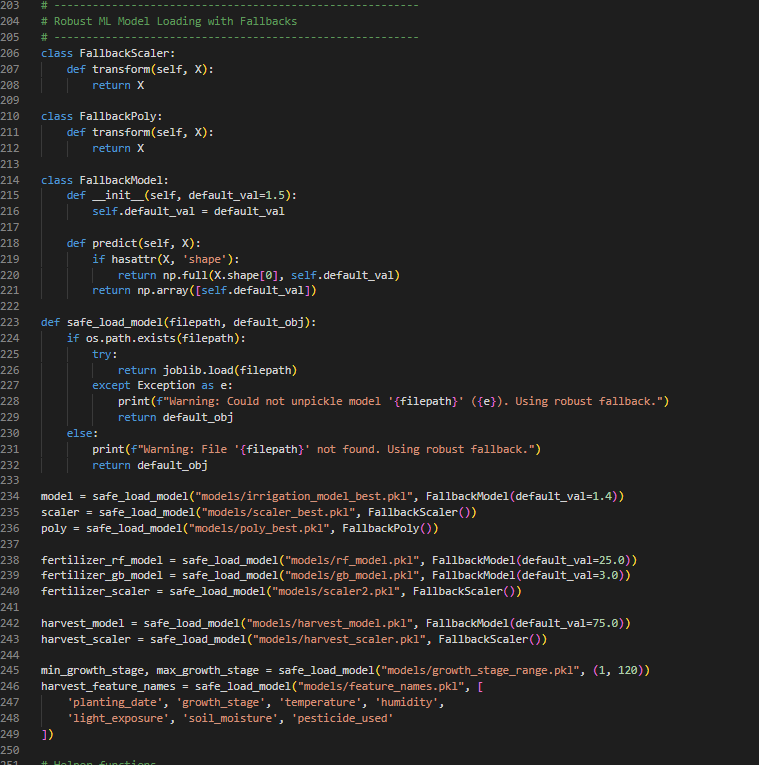 203 # ---------------------------------------------------------
204 # Robust ML Model Loading with Fallbacks
205 # ---------------------------------------------------------
206 class FallbackScaler:
207     def transform(self, X):
208         return X
209
210 class FallbackPoly:
211     def transform(self, X):
212         return X
213
214 class FallbackModel:
215     def __init__(self, default_val=1.5):
216         self.default_val = default_val
217
218     def predict(self, X):
219         if hasattr(X, 'shape'):
220             return np.full(X.shape[0], self.default_val)
221         return np.array([self.default_val])
222
223 def safe_load_model(filepath, default_obj):
224     if os.path.exists(filepath):
225         try:
226             return joblib.load(filepath)
227         except Exception as e:
228             print(f"Warning: Could not unpickle model '{filepath}' ({e}). Using robust fallback.")
229             return default_obj
230     else:
231         print(f"Warning: File '{filepath}' not found. Using robust fallback.")
232         return default_obj
233
234 model = safe_load_model("models/irrigation_model_best.pkl", FallbackModel(default_val=1.4))
235 scaler = safe_load_model("models/scaler_best.pkl", FallbackScaler())
236 poly = safe_load_model("models/poly_best.pkl", FallbackPoly())
237
238 fertilizer_rf_model = safe_load_model("models/rf_model.pkl", FallbackModel(default_val=25.0))
239 fertilizer_gb_model = safe_load_model("models/gb_model.pkl", FallbackModel(default_val=3.0))
240 fertilizer_scaler = safe_load_model("models/scaler2.pkl", FallbackScaler())
241
242 harvest_model = safe_load_model("models/harvest_model.pkl", FallbackModel(default_val=75.0))
243 harvest_scaler = safe_load_model("models/harvest_scaler.pkl", FallbackScaler())
244
245 min_growth_stage, max_growth_stage = safe_load_model("models/growth_stage_range.pkl", (1, 120))
246 harvest_feature_names = safe_load_model("models/feature_names.pkl", [
247     'planting_date', 'growth_stage', 'temperature', 'humidity',
248     'light_exposure', 'soil_moisture', 'pesticide_used'
249 ])
250
251 # Helper functions